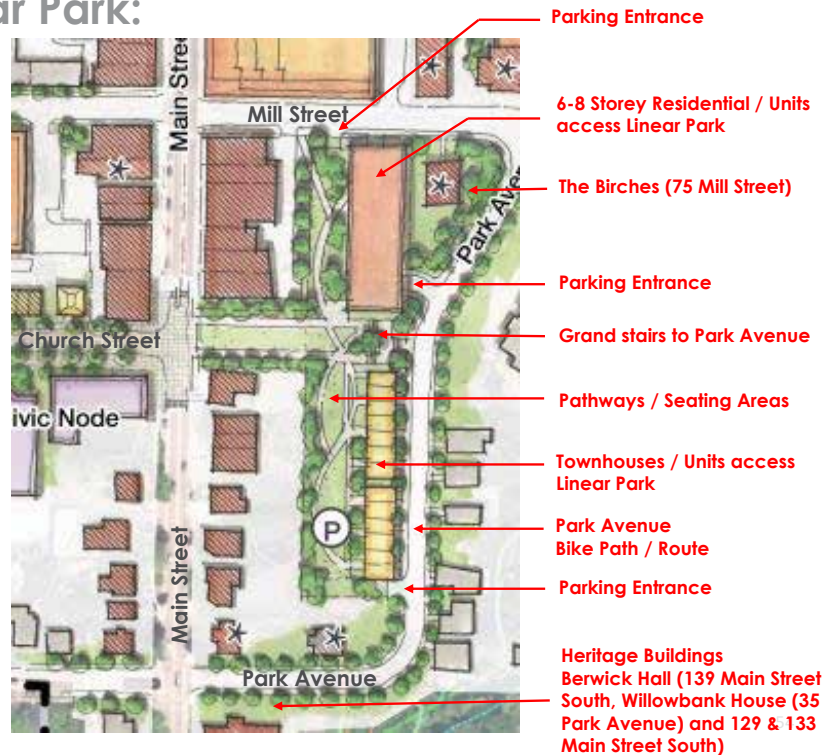 ar Park:
Parking Entrance
6-8 Storey Residential / Units
access Linear Park
The Birches (75 Mill Street)
Parking Entrance
Grand stairs to Park Avenue
Pathways / Seating Areas
Townhouses / Units access
Linear Park
Park Avenue
Bike Path / Route
Parking Entrance
Heritage Buildings
Berwick Hall (139 Main Street
South, Willowbank House (35
Park Avenue) and 129 & 133
Main Street South)
Main Stree
Mill Street
Park Aven
Church Street
ivic Node
P
Main Street
Park Avenue